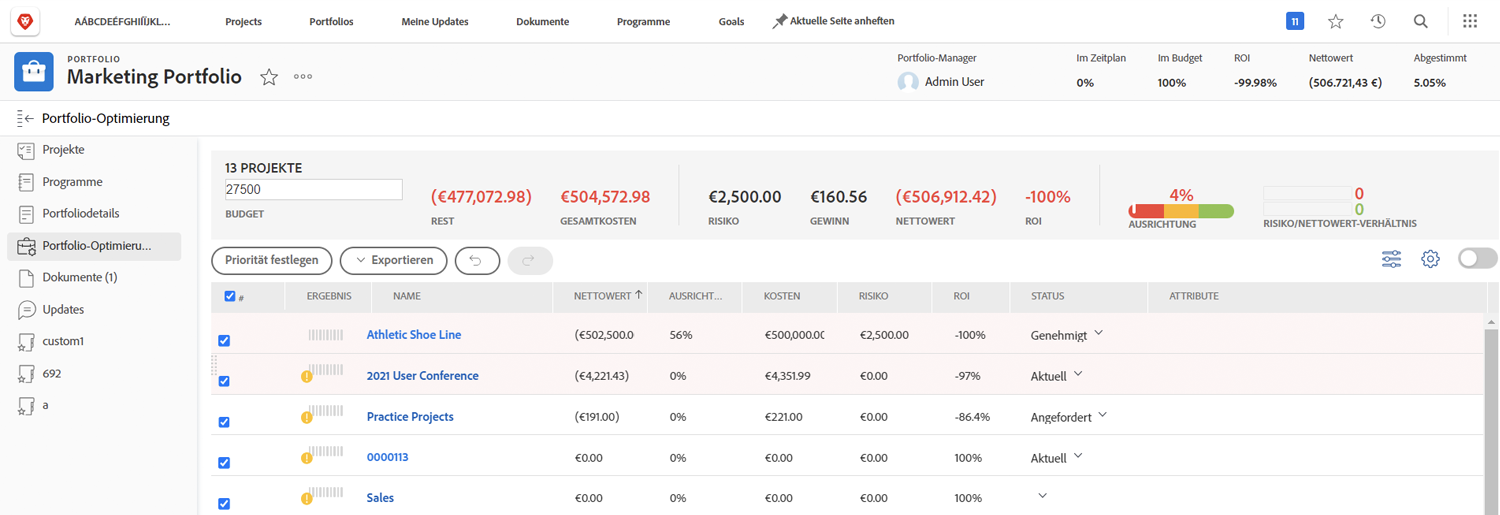 AÁBCDEÉFGHIÍÏJKL... Projects Portfolios Meine Updates Dokumente Programme Goals Aktuelle Seite anheften 11
PORTFOLIO
Marketing Portfolio
Portfolio-Manager Im Zeitplan Im Budget ROI Nettowert Abgestimmt
Admin User 0% 100% -99.98% (506.721,43 €) 5.05%
Portfolio-Optimierung
Projekte
Programme
Portfoliodetails
Portfolio-Optimieru...
Dokumente (1)
Updates
custom1
692
a
13 PROJEKTE
27500
BUDGET
(€477,072.98) €504,572.98 €2,500.00 €160.56 (€506,912.42) -100% 4% 0
0
REST GESAMTKOSTEN RISIKO GEWINN NETTOWERT ROI AUSRICHTUNG RISIKO/NETTOWERT-VERHÄLTNIS
Priorität festlegen Exportieren
# ERGEBNIS NAME NETTOWERT AUSRICHT... KOSTEN RISIKO ROI STATUS ATTRIBUTE
Athletic Shoe Line (€502,500.0 56% €500,000.00 €2,500.00 -100% Genehmigt
2021 User Conference (€4,221.43) 0% €4,351.99 €0.00 -97% Aktuell
Practice Projects (€191.00) 0% €221.00 €0.00 -86.4% Angefordert
0000113 €0.00 0% €0.00 €0.00 100% Aktuell
Sales €0.00 0% €0.00 €0.00 100%